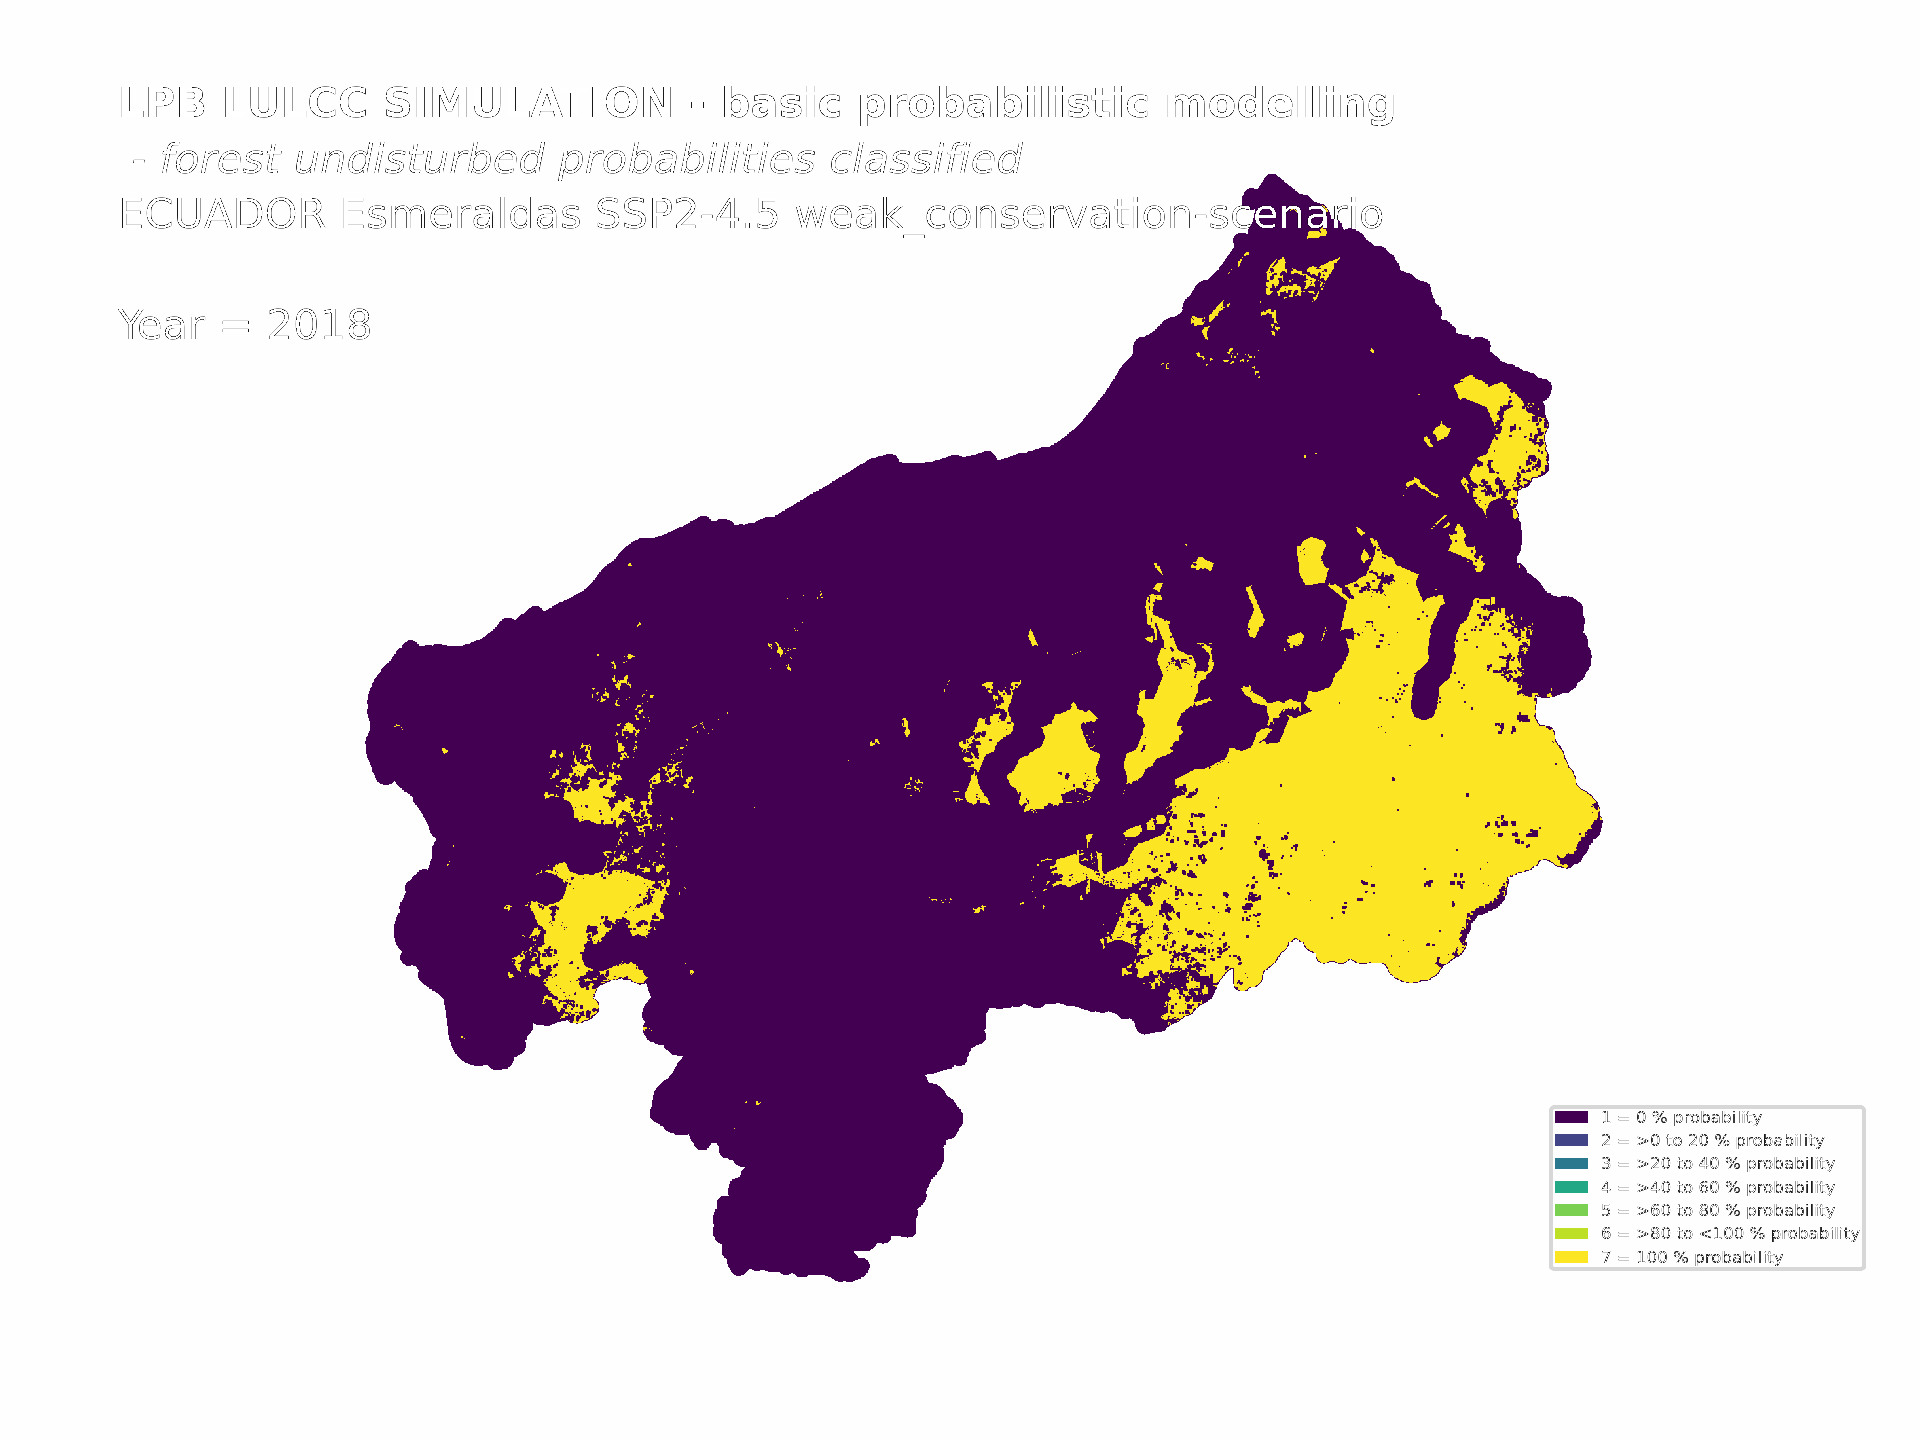 LPB LULCC SIMULATION - basic probabilistic modelling
- forest undisturbed probabilities classified
ECUADOR Esmeraldas SSP2-4.5 weak_conservation-scenario
Year = 2018
1 = 0 % probability
2 = >0 to 20 % probability
3 = >20 to 40 % probability
4 = >40 to 60 % probability
5 = >60 to 80 % probability
6 = >80 to <100 % probability
7 = 100 % probability